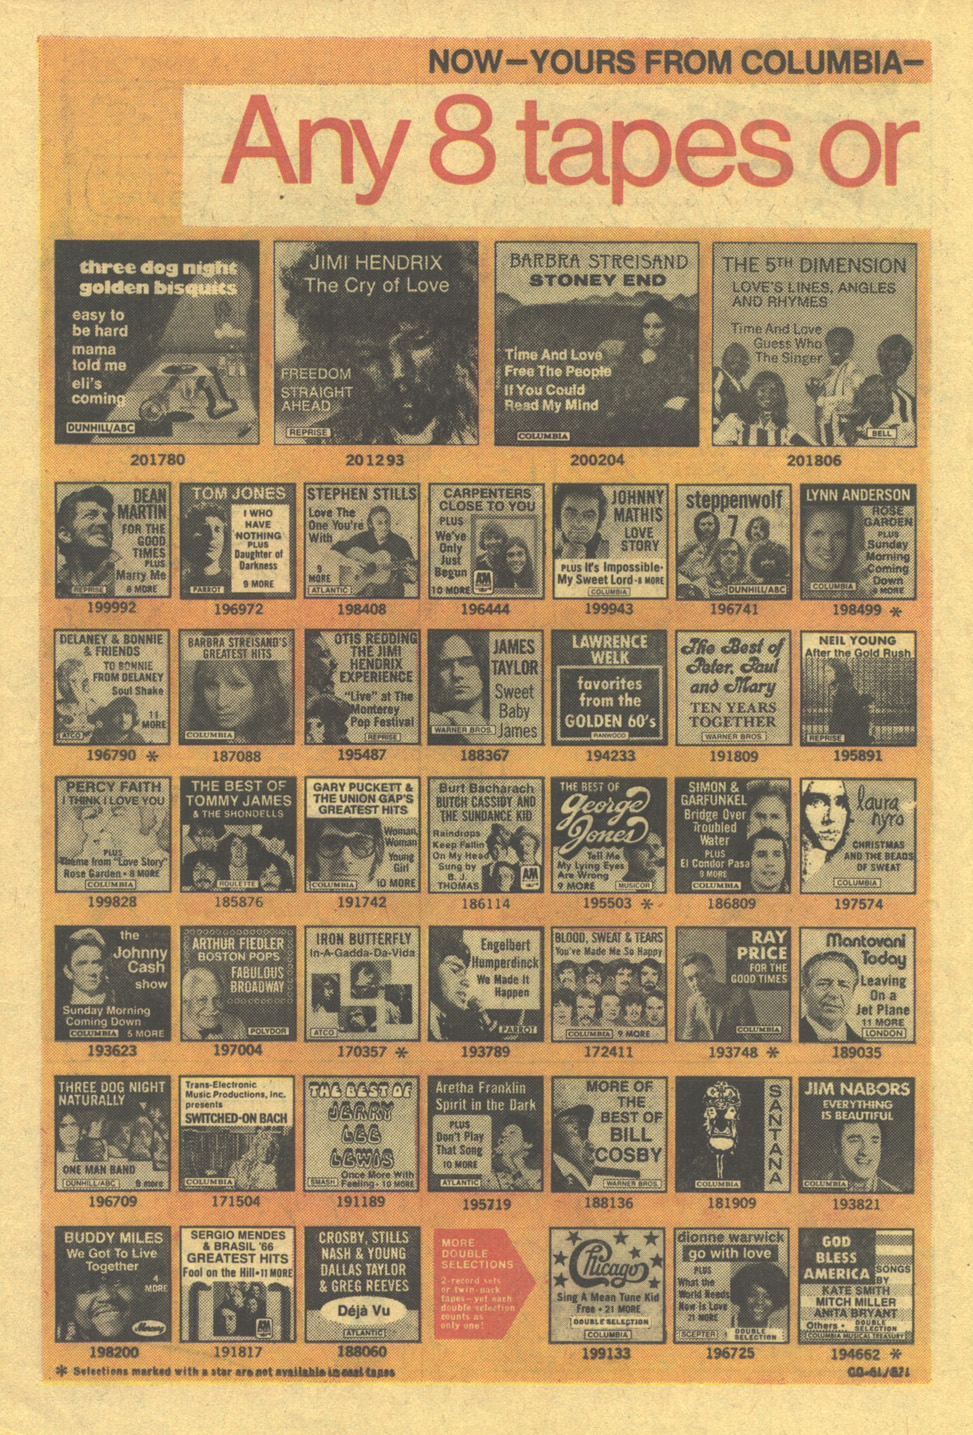 NOW—YOURS FROM COLUMBIA—
Any 8 tapes or
three dog night
golden bisquits
easy to
be hard
mama
told me
eli's
coming
DUNHILL/ABC
201780
JIMI HENDRIX
The Cry of Love
FREEDOM
STRAIGHT
AHEAD
REPRISE
201293
BARBRA STREISAND
STONEY END
Time And Love
Free The People
If You Could
Read My Mind
COLUMBIA
200204
THE 5TH DIMENSION
LOVE'S LINES, ANGLES
AND RHYMES
Time And Love
Guess Who
The Singer
BELL
201806
DEAN
MARTIN
FOR THE
GOOD
TIMES
PLUS
Marry Me
8 MORE
REPRISE
199992
TOM JONES
I WHO
HAVE
NOTHING
PLUS
Daughter of
Darkness
9 MORE
PARROT
196972
STEPHEN STILLS
Love The
One You're
With
9
MORE
ATLANTIC
198408
CARPENTERS
CLOSE TO YOU
PLUS
We've
Only
Just
Begun
10 MORE
A&M
196444
JOHNNY
MATHIS
LOVE
STORY
PLUS It's Impossible-
My Sweet Lord-8 MORE
COLUMBIA
199943
steppenwolf
7
DUNHILL/ABC
196741
LYNN ANDERSON
ROSE
GARDEN
PLUS
Sunday
Morning
Coming
Down
9 MORE
COLUMBIA
198499 *
DELANEY & BONNIE
& FRIENDS
TO BONNIE
FROM DELANEY
Soul Shake
11
MORE
ATCO
196790 *
BARBRA STREISAND'S
GREATEST HITS
COLUMBIA
187088
OTIS REDDING
THE JIMI
HENDRIX
EXPERIENCE
"Live" at The
Monterey
Pop Festival
REPRISE
195487
JAMES
TAYLOR
Sweet
Baby
James
WARNER BROS.
188367
LAWRENCE
WELK
favorites
from the
GOLDEN 60's
RANWOOD
194233
The Best of
Peter, Paul
and Mary
TEN YEARS
TOGETHER
WARNER BROS.
191809
NEIL YOUNG
After the Gold Rush
REPRISE
195891
PERCY FAITH
I THINK I LOVE YOU
PLUS
Theme from "Love Story"
Rose Garden • 8 MORE
COLUMBIA
199828
THE BEST OF
TOMMY JAMES
& THE SHONDELLS
ROULETTE
185876
GARY PUCKETT &
THE UNION GAP'S
GREATEST HITS
Woman,
Woman
Young
Girl
10 MORE
COLUMBIA
191742
Burt Bacharach
BUTCH CASSIDY AND
THE SUNDANCE KID
Raindrops
Keep Fallin
On My Head
Sung by
B. J.
THOMAS
A&M
186114
THE BEST OF
George
Jones
Tell Me
My Lying Eyes
Are Wrong
9 MORE
MUSICOR
195503 *
SIMON &
GARFUNKEL
Bridge Over
Troubled
Water
PLUS
El Condor Pasa
9 MORE
COLUMBIA
186809
laura
nyro
CHRISTMAS
AND THE BEADS
OF SWEAT
COLUMBIA
197574
the
Johnny
Cash
show
Sunday Morning
Coming Down
COLUMBIA 5 MORE
193623
ARTHUR FIEDLER
BOSTON POPS
FABULOUS
BROADWAY
POLYDOR
197004
IRON BUTTERFLY
In-A-Gadda-Da-Vida
ATCO
170357 *
Engelbert
Humperdinck
We Made It
Happen
PARROT
193789
BLOOD, SWEAT & TEARS
You've Made Me So Happy
COLUMBIA 9 MORE
172411
RAY
PRICE
FOR THE
GOOD TIMES
COLUMBIA
193748 *
Mantovani
Today
Leaving
On a
Jet Plane
11 MORE
LONDON
189035
THREE DOG NIGHT
NATURALLY
ONE MAN BAND
DUNHILL/ABC 9 more
196709
Trans-Electronic
Music Productions, Inc.
presents
SWITCHED-ON BACH
COLUMBIA
171504
THE BEST OF
JERRY
LEE
LEWIS
Once More With
Feeling • 10 MORE
SMASH
191189
Aretha Franklin
Spirit in the Dark
PLUS
Don't Play
That Song
10 MORE
ATLANTIC
195719
MORE OF
THE
BEST OF
BILL
COSBY
WARNER BROS.
188136
SANTANA
COLUMBIA
181909
JIM NABORS
EVERYTHING
IS BEAUTIFUL
COLUMBIA
193821
BUDDY MILES
We Got To Live
Together
4
MORE
Mercury
198200
SERGIO MENDES
& BRASIL '66
GREATEST HITS
Fool on the Hill•11 MORE
A&M
191817
CROSBY, STILLS
NASH & YOUNG
DALLAS TAYLOR
& GREG REEVES
Déjà Vu
ATLANTIC
188060
MORE
DOUBLE
SELECTIONS
2-record sets
or twin-pack
tapes—yet each
double selection
counts as
only one!
Chicago
Sing A Mean Tune Kid
Free • 21 MORE
DOUBLE SELECTION
COLUMBIA
199133
dionne warwicke
go with love
PLUS
What the
World Needs
Now Is Love
21 MORE
SCEPTER
DOUBLE
SELECTION
196725
GOD
BLESS
AMERICA
SONGS
BY
KATE SMITH
MITCH MILLER
ANITA BRYANT
Others •
DOUBLE
SELECTION
COLUMBIA MUSICAL TREASURY
194662 *
* Selections marked with a star are not available in reel tapes